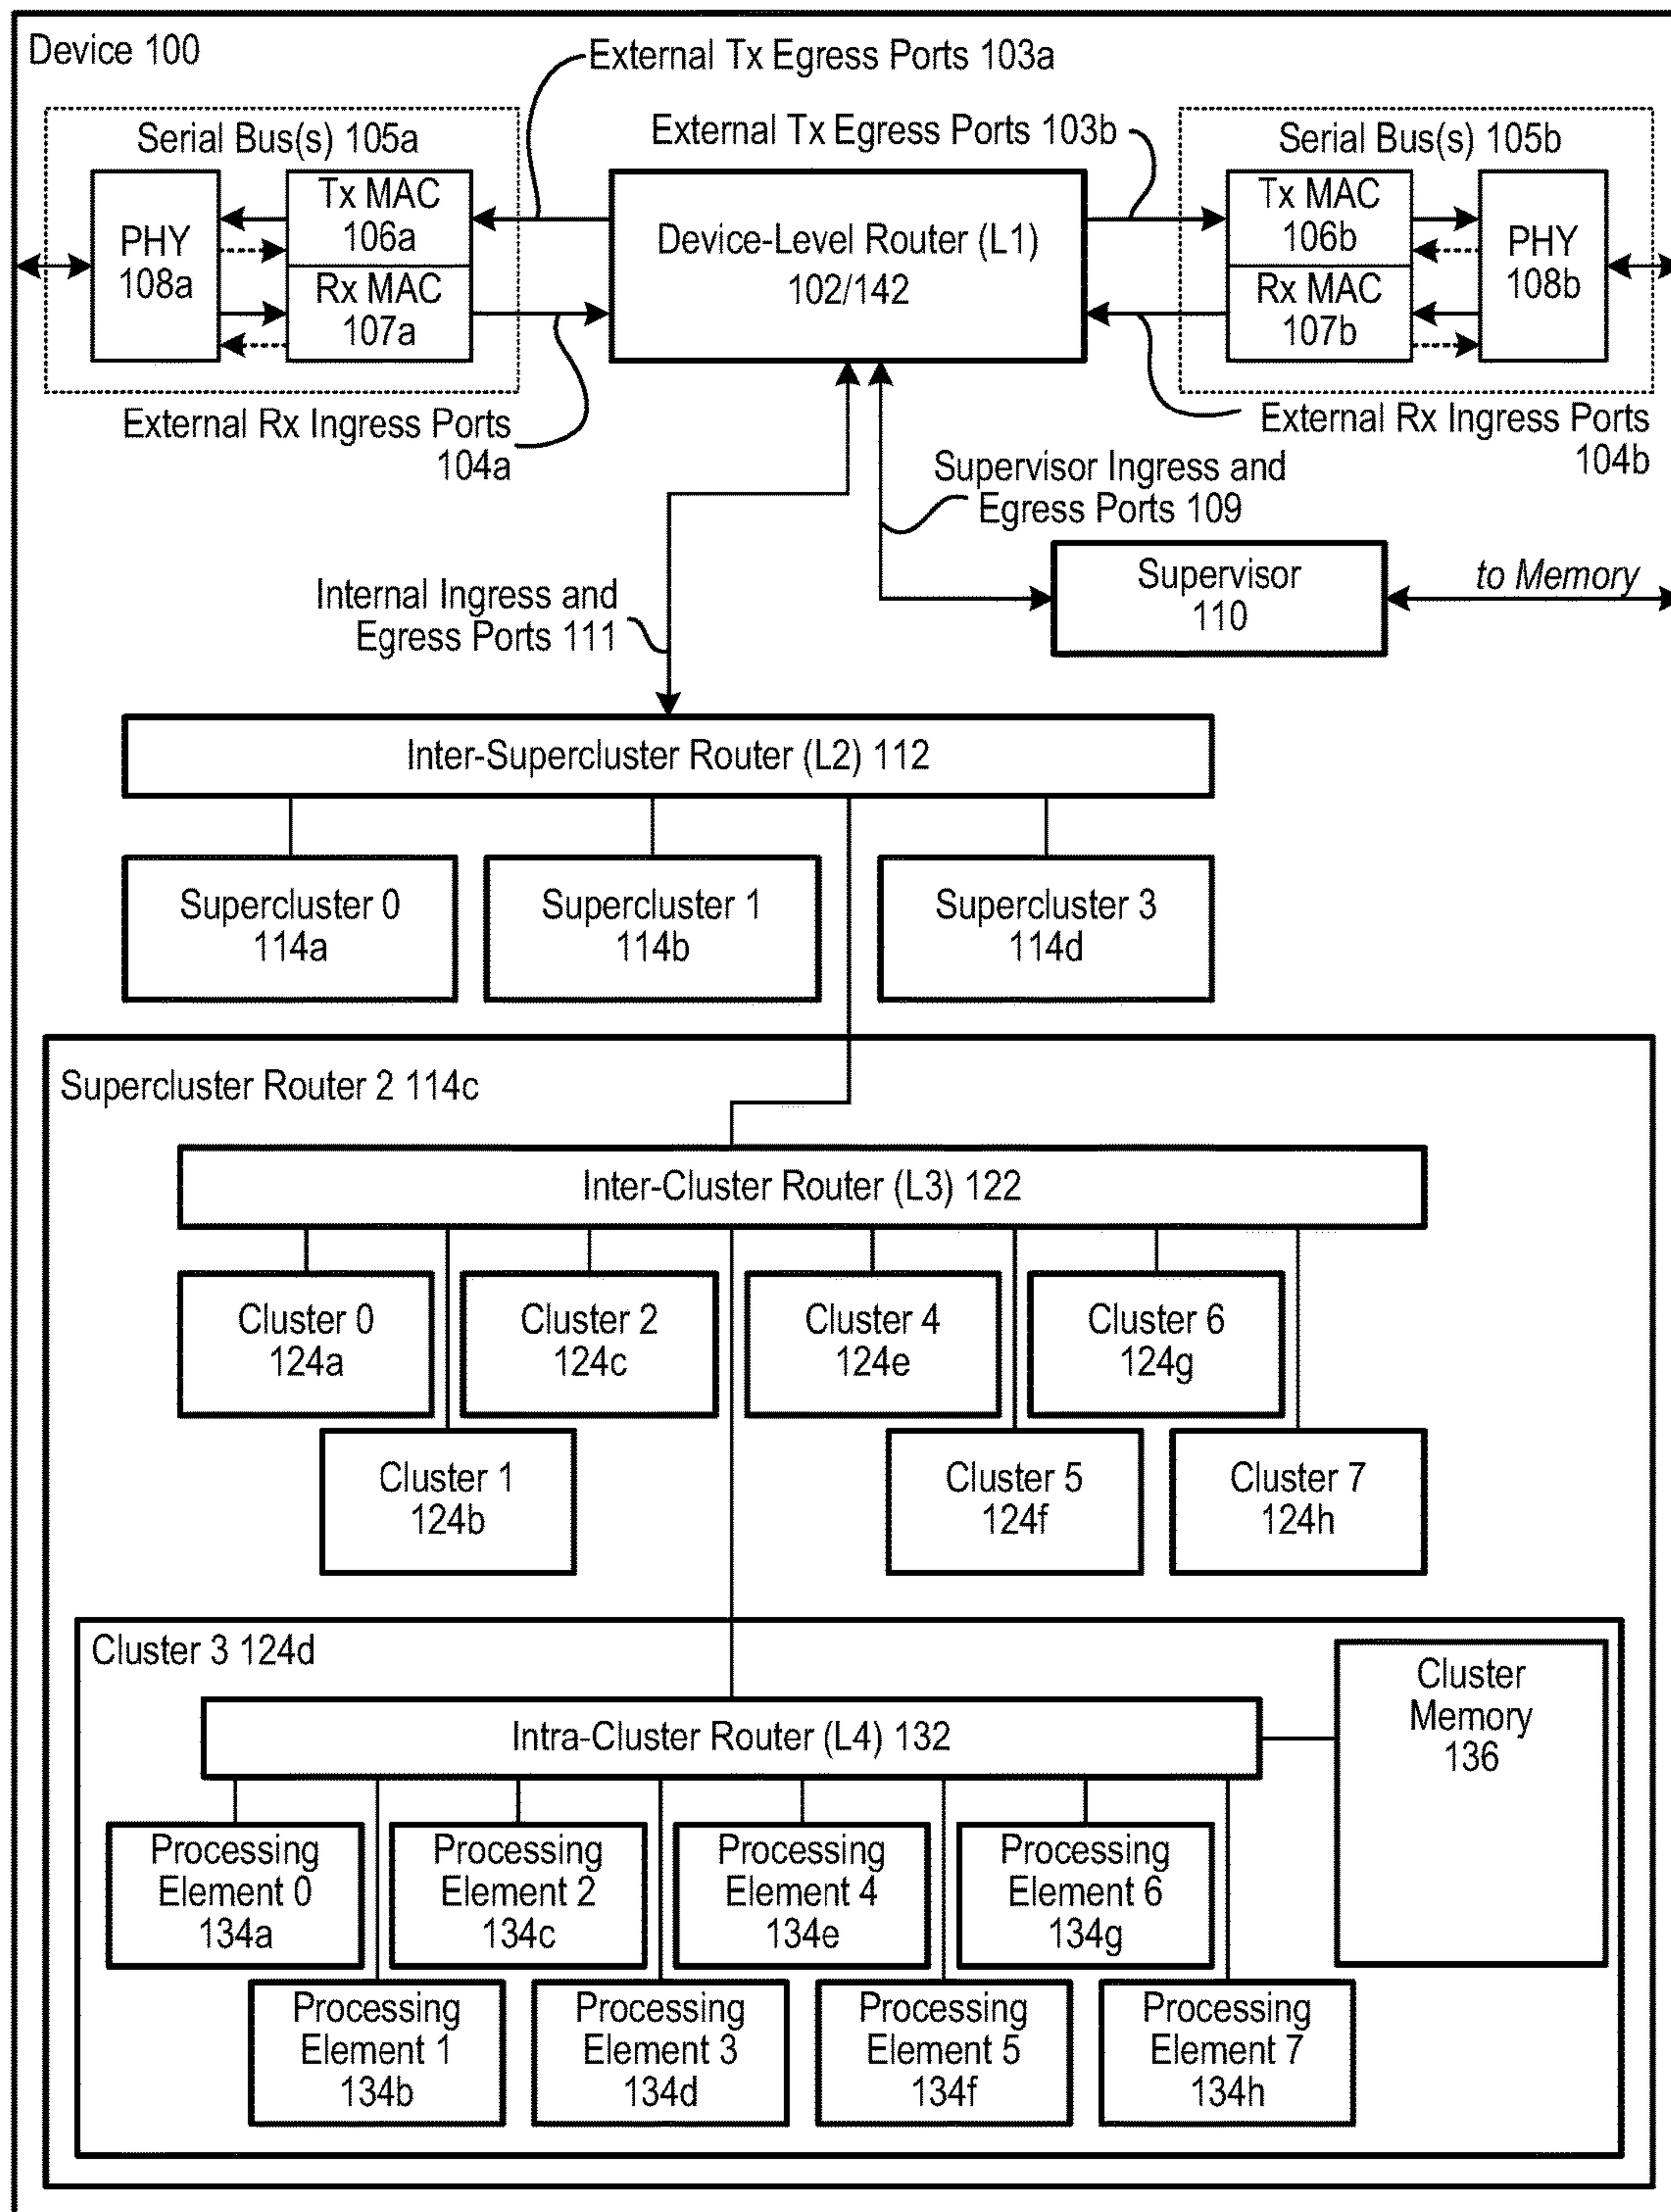 Device 100
External Tx Egress Ports 103a
External Tx Egress Ports 103b
Serial Bus(s) 105a
Serial Bus(s) 105b
PHY
108a
Tx MAC
106a
Rx MAC
107a
Device-Level Router (L1)
102/142
Tx MAC
106b
Rx MAC
107b
PHY
108b
External Rx Ingress Ports
104a
External Rx Ingress Ports
104b
Supervisor Ingress and
Egress Ports 109
Supervisor
110
to Memory
Internal Ingress and
Egress Ports 111
Inter-Supercluster Router (L2) 112
Supercluster 0
114a
Supercluster 1
114b
Supercluster 3
114d
Supercluster Router 2 114c
Inter-Cluster Router (L3) 122
Cluster 0
124a
Cluster 2
124c
Cluster 4
124e
Cluster 6
124g
Cluster 1
124b
Cluster 5
124f
Cluster 7
124h
Cluster 3 124d
Cluster
Memory
136
Intra-Cluster Router (L4) 132
Processing
Element 0
134a
Processing
Element 2
134c
Processing
Element 4
134e
Processing
Element 6
134g
Processing
Element 1
134b
Processing
Element 3
134d
Processing
Element 5
134f
Processing
Element 7
134h